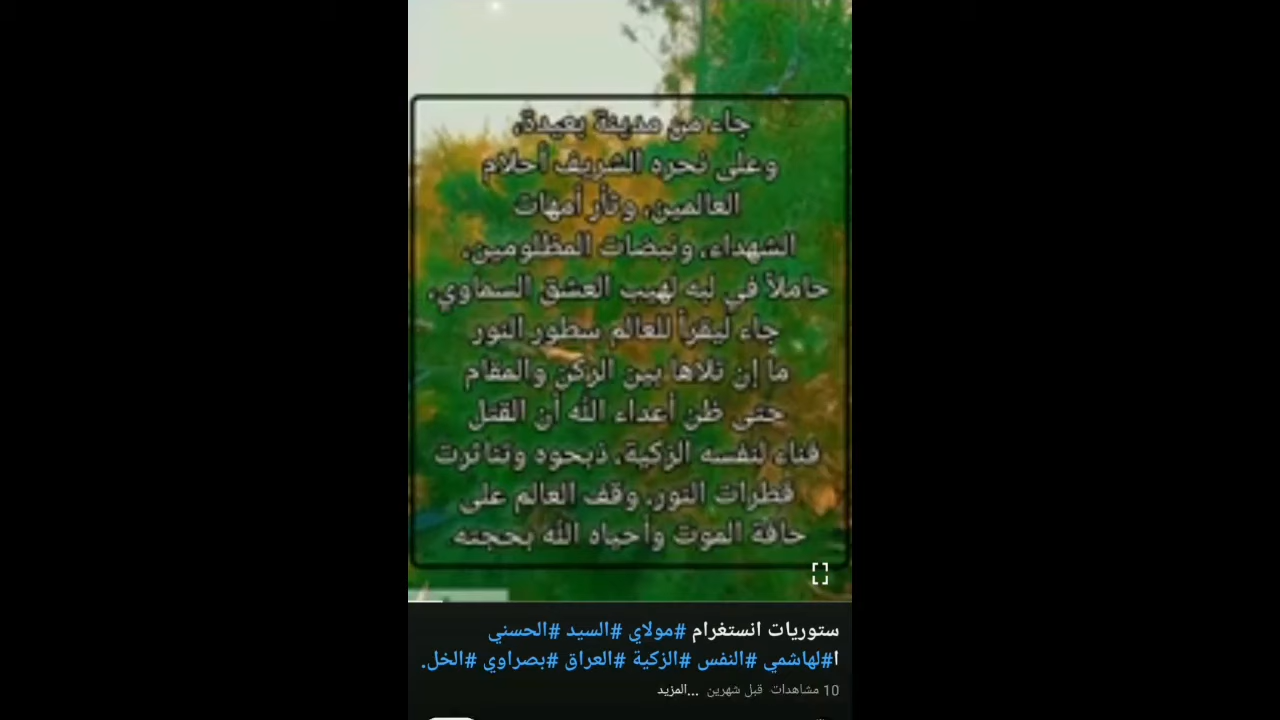 جاء من مدينة بعيدة،
وعلى نحره الشريف أحلام
العالمين، وثأر أمهات
الشهداء، ونبضات المظلومين،
حاملاً في لبه لهيب العشق السماوي،
جاء ليقرأ للعالم سطور النور
ما إن تلاها بين الركن والمقام
حتى ظن أعداء الله أن القتل
فناء لنفسه الزكية، ذبحوه وتناثرت
قطرات النور، وقف العالم على
حافة الموت وأحياه الله بحجته
ستوريات انستغرام #مولاي #السيد #الحسني
ا#لهاشمي #النفس #الزكية #العراق #بصراوي #الخل.
10 مشاهدات قبل شهرين ...المزيد